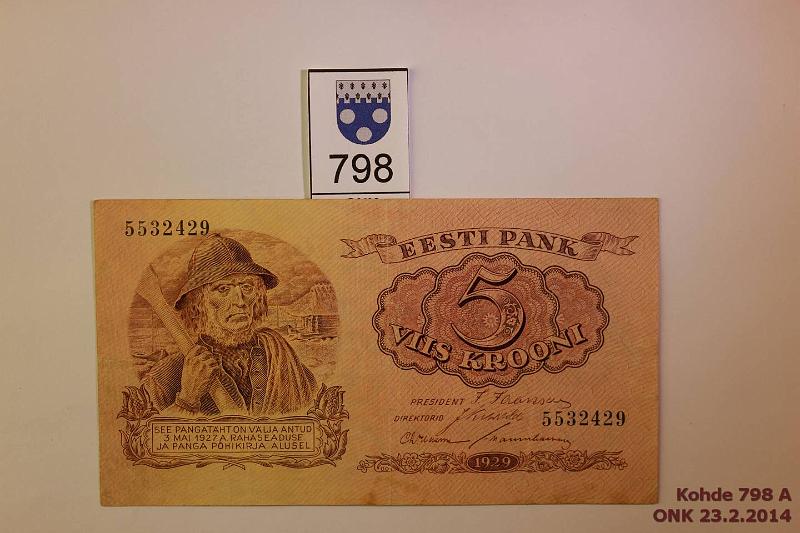 798
5532429
EESTI PANK
5
VIIS KROONI
PRESIDENT
DIREKTORID
5532429
SEE PANGATÄHT ON VÄLJA ANTUD
3 MAI 1927 A. RAHASEADUSE
JA PANGA PÕHIKIRJA ALUSEL
1929
Kohde 798 A
ONK 23.2.2014